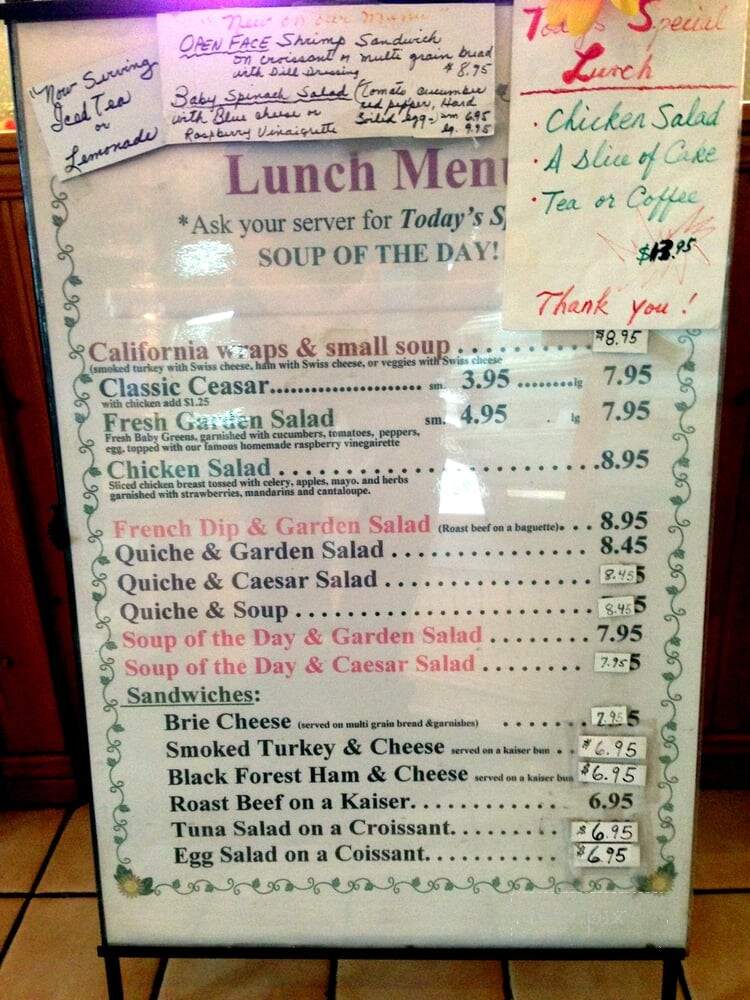 "New on our Menu"
OPEN FACE Shrimp Sandwich
on croissant or multi grain bread
with Dill Dressing $8.95
Baby Spinach Salad (Tomato cucumber
with Blue cheese or red pepper, Hard
Raspberry Vinaigrette Boiled egg - sm 6.95
lg. 9.95
"Now Serving
Iced Tea
or
Lemonade
Today's Special
Lunch
· Chicken Salad
· A slice of Cake
· Tea or Coffee
$13.95
Thank you!
Lunch Men
*Ask your server for Today's Sp
SOUP OF THE DAY!
California wraps & small soup . . . . . . . . . . $8.95
(smoked turkey with Swiss cheese, ham with Swiss cheese, or veggies with Swiss cheese
Classic Ceasar........................ sm. 3.95 .........lg 7.95
with chicken add $1.25
Fresh Garden Salad sm. 4.95 . lg 7.95
Fresh Baby Greens, garnished with cucumbers, tomatoes, peppers,
egg, topped with our famous homemade raspberry vinegairette
Chicken Salad . . . . . . . . . . . . . . . . . . . . . . .8.95
Sliced chicken breast tossed with celery, apples, mayo. and herbs
garnished with strawberries, mandarins and cantaloupe.
French Dip & Garden Salad (Roast beef on a baguette). . . 8.95
Quiche & Garden Salad . . . . . . . . . . . . . . . 8.45
Quiche & Caesar Salad . . . . . . . . . . . . . . . 8.455
Quiche & Soup . . . . . . . . . . . . . . . . . . . . . 8.455
Soup of the Day & Garden Salad . . . . . . . . 7.95
Soup of the Day & Caesar Salad . . . . . . . . 7.955
Sandwiches:
Brie Cheese (served on multi grain bread &garnishes) . . . . . . 7.955
Smoked Turkey & Cheese served on a kaiser bun . . $6.95
Black Forest Ham & Cheese served on a kaiser bun $6.95
Roast Beef on a Kaiser. . . . . . . . . . . . 6.95
Tuna Salad on a Croissant. . . . . . . . . $6.95
Egg Salad on a Coissant. . . . . . . . . . . $6.95